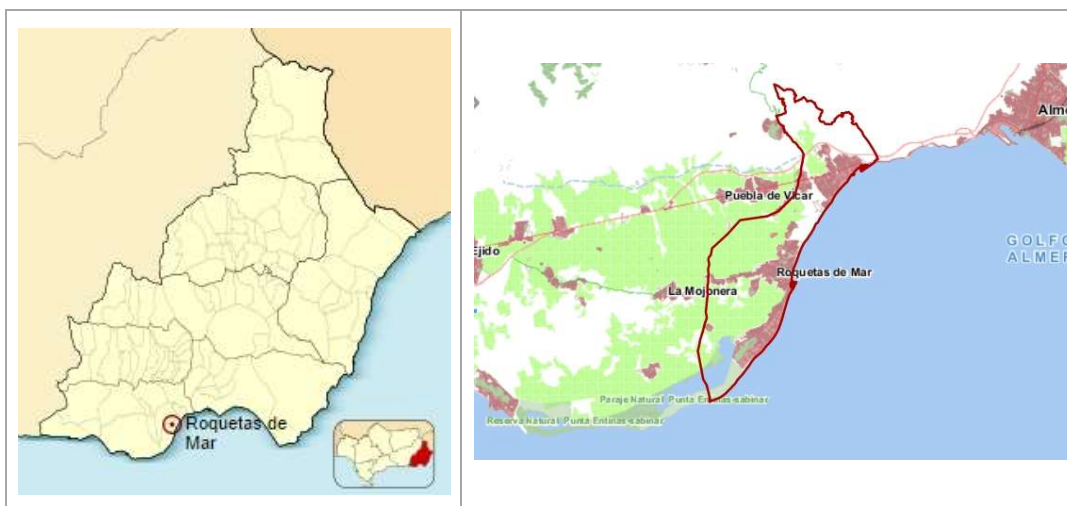 Roquetas de
Mar
Alme
Puebla de Vícar
GOLFO
ALMER
Ejido
Roquetas de Mar
La Mojonera
Paraje Natural Punta Entinas-sabinar
Reserva Natural Punta Entinas-sabinar